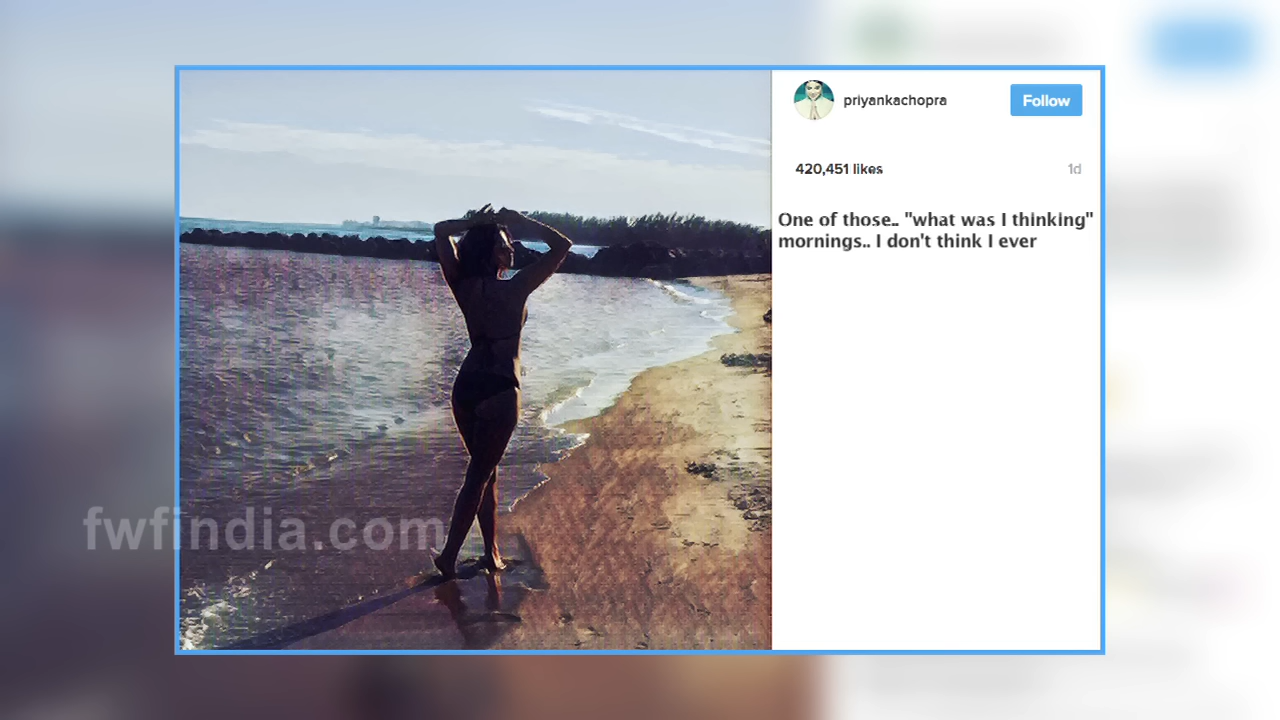 priyankachopra
Follow
420,451 likes
1d
One of those.. "what was I thinking"
mornings.. I don't think I ever
fwfindia.com